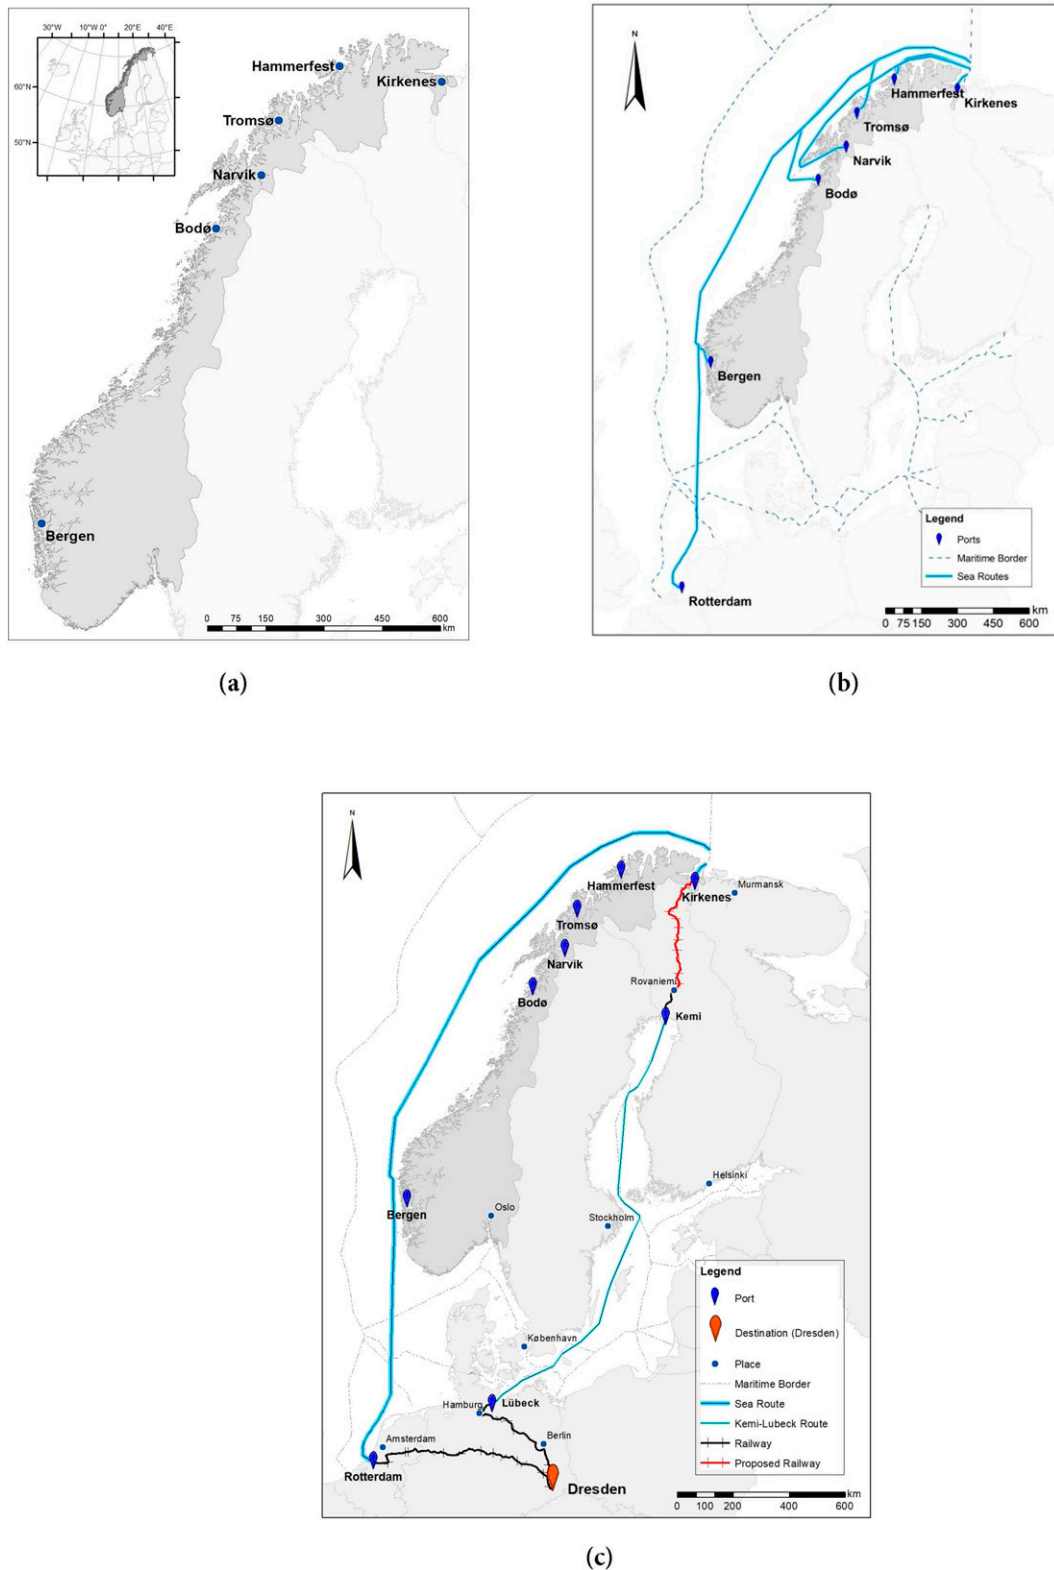 30°W 10°W 0° 20°E 40°E
60°N
50°N
Hammerfest
Kirkenes
Tromsø
Narvik
Bodø
Bergen
0 75 150 300 450 600
km
(a)
N
Hammerfest
Kirkenes
Tromsø
Narvik
Bodø
Bergen
Rotterdam
Legend
Ports
Maritime Border
Sea Routes
km
0 75 150 300 450 600
(b)
N
Hammerfest
Kirkenes
Murmansk
Tromsø
Narvik
Rovaniemi
Bodø
Kemi
Helsinki
Bergen
Oslo
Stockholm
København
Hamburg
Lübeck
Amsterdam
Berlin
Rotterdam
Dresden
Legend
Port
Destination (Dresden)
Place
Maritime Border
Sea Route
Kemi-Lubeck Route
Railway
Proposed Railway
km
0 100 200 400 600
(c)